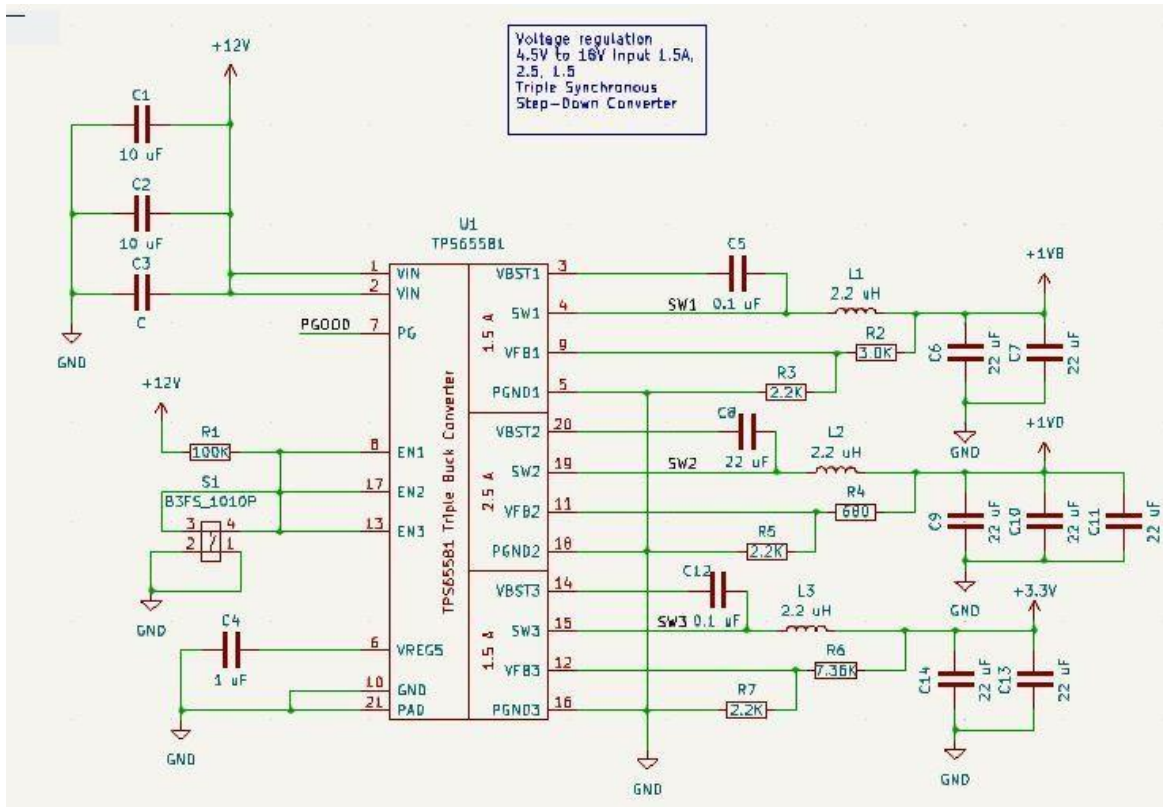 Voltage regulation
4.5V to 18V Input 1.5A,
2.5, 1.5
Triple Synchronous
Step-Down Converter
+12V
C1
10 uF
C2
10 uF
C3
C
GND
PGOOD
+12V
R1
100K
S1
B3FS_1010P
3 4
2 1
GND
C4
1 uF
GND
U1
TPS65581
TPS65581 Triple Buck Converter
1 VIN
2 VIN
7 PG
8 EN1
17 EN2
13 EN3
6 VREG5
10 GND
21 PAD
1.5 A
VBST1 3
SW1 4
VFB1 9
PGND1 5
2.5 A
VBST2 20
SW2 19
VFB2 11
PGND2 18
1.5 A
VBST3 14
SW3 15
VFB3 12
PGND3 16
C5
0.1 uF
SW1
L1
2.2 uH
R2
3.0K
R3
2.2K
+1V8
C6
22 uF
C7
22 uF
GND
C8
22 uF
SW2
L2
2.2 uH
R4
680
R5
2.2K
+1V0
C9
22 uF
C10
22 uF
C11
22 uF
GND
C12
0.1 uF
SW3
L3
2.2 uH
R6
7.36K
R7
2.2K
+3.3V
C14
22 uF
C13
22 uF
GND
GND